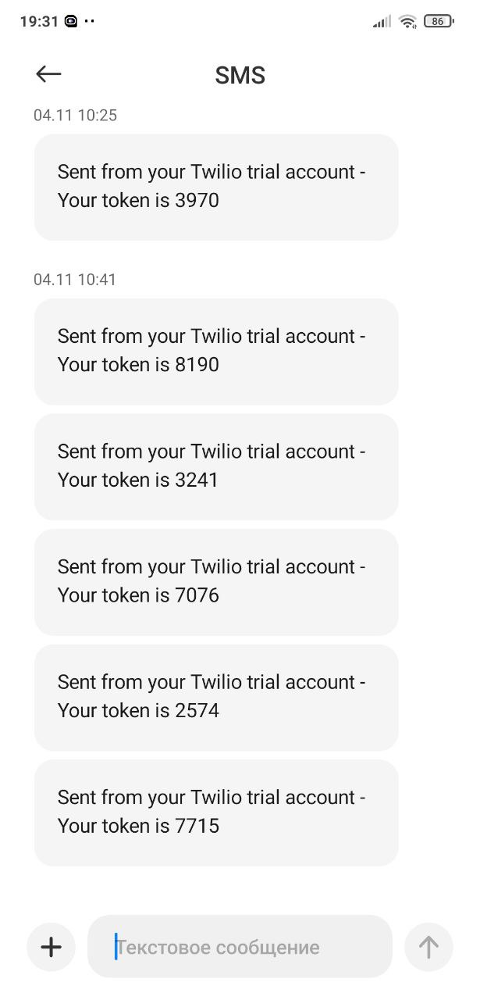 19:31
86
SMS
04.11 10:25
Sent from your Twilio trial account -
Your token is 3970
04.11 10:41
Sent from your Twilio trial account -
Your token is 8190
Sent from your Twilio trial account -
Your token is 3241
Sent from your Twilio trial account -
Your token is 7076
Sent from your Twilio trial account -
Your token is 2574
Sent from your Twilio trial account -
Your token is 7715
Текстовое сообщение